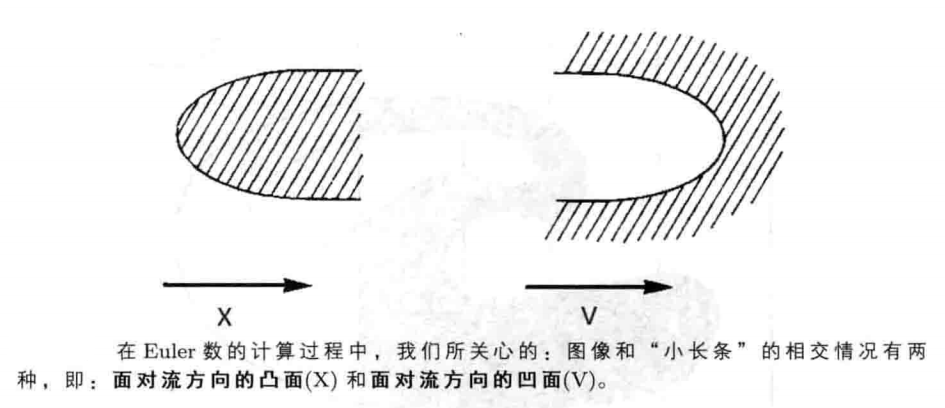 X
V
在 Euler 数的计算过程中，我们所关心的：图像和“小长条”的相交情况有两
种，即：面对流方向的凸面(X) 和面对流方向的凹面(V)。